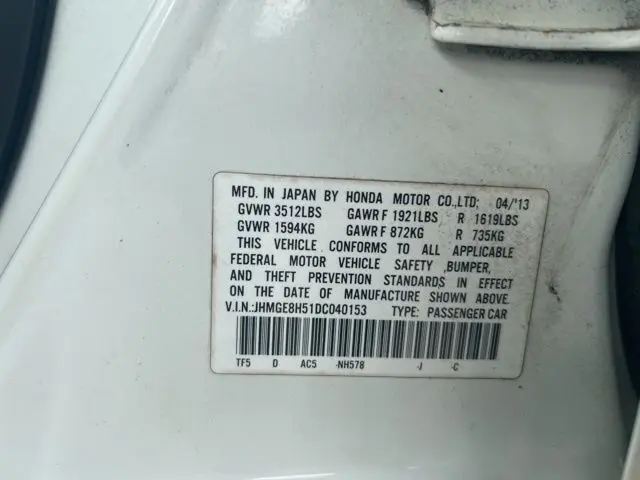 MFD. IN JAPAN BY HONDA MOTOR CO.,LTD: 04/'13
GVWR 3512LBS GAWR F 1921LBS R 1619LBS
GVWR 1594KG GAWR F 872KG R 735KG
THIS VEHICLE CONFORMS TO ALL APPLICABLE
FEDERAL MOTOR VEHICLE SAFETY ,BUMPER,
AND THEFT PREVENTION STANDARDS IN EFFECT
ON THE DATE OF MANUFACTURE SHOWN ABOVE.
V.I.N.:JHMGE8H51DC040153 TYPE: PASSENGER CAR
TF5 D AC5 -NH578 -J -C